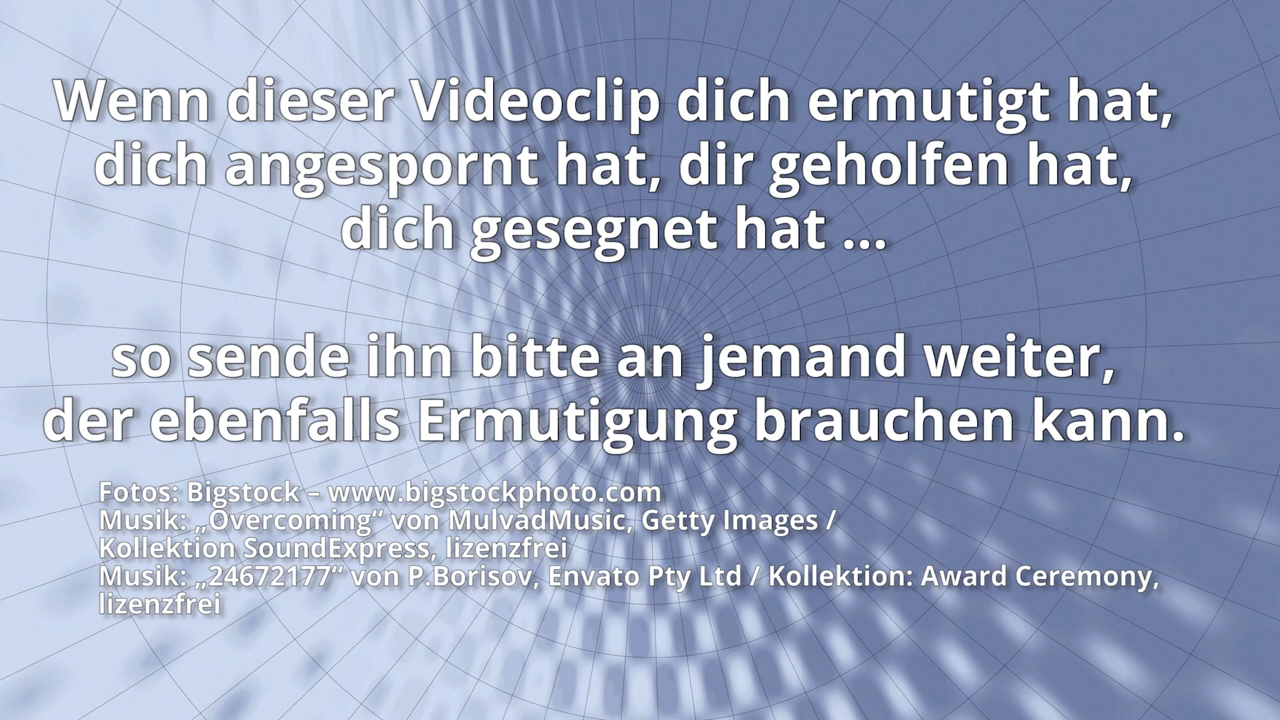 Wenn dieser Videoclip dich ermutigt hat,
dich angespornt hat, dir geholfen hat,
dich gesegnet hat ...
so sende ihn bitte an jemand weiter,
der ebenfalls Ermutigung brauchen kann.
Fotos: Bigstock – www.bigstockphoto.com
Musik: „Overcoming“ von MulvadMusic, Getty Images /
Kollektion SoundExpress, lizenzfrei
Musik: „24672177“ von P.Borisov, Envato Pty Ltd / Kollektion: Award Ceremony,
lizenzfrei